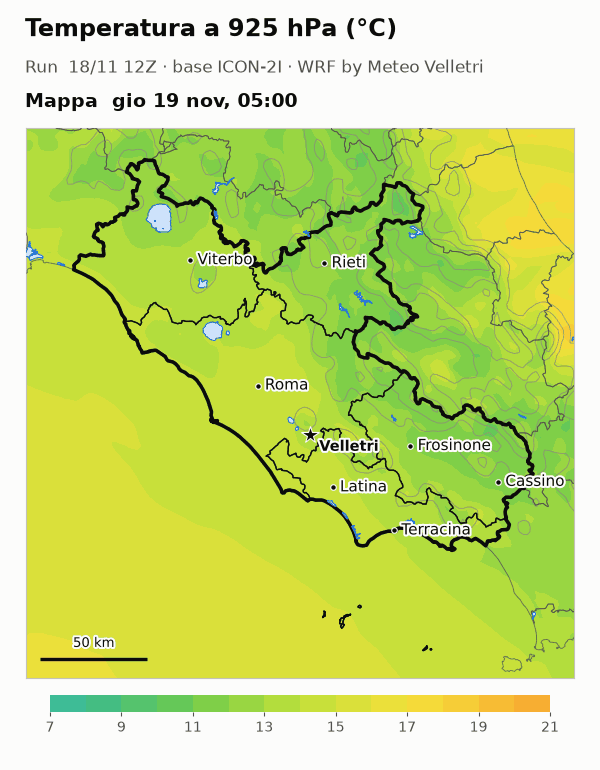 Temperatura a 925 hPa (°C)
Run  18/11 12Z · base ICON-2I · WRF by Meteo Velletri
Mappa  gio 19 nov, 05:00
Viterbo
Rieti
Roma
Velletri
Frosinone
Latina
Cassino
Terracina
50 km
7 9 11 13 15 17 19 21